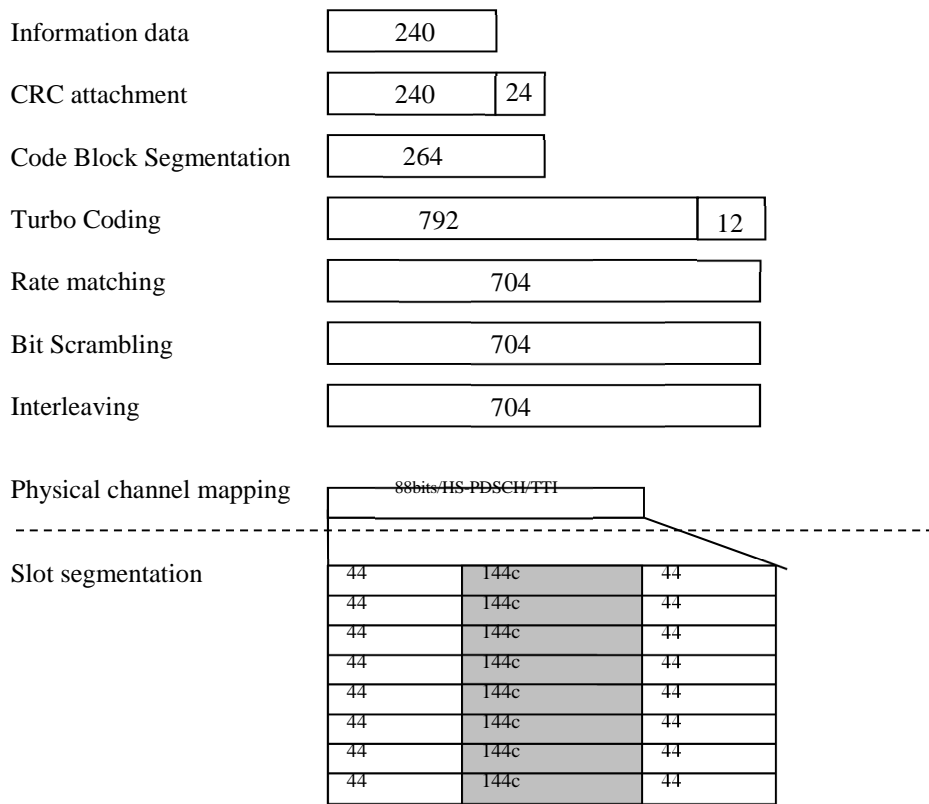 Information data 240
CRC attachment 240 24
Code Block Segmentation 264
Turbo Coding 792 12
Rate matching 704
Bit Scrambling 704
Interleaving 704
Physical channel mapping 88bits/HS-PDSCH/TTI
Slot segmentation 44 144c 44
44 144c 44
44 144c 44
44 144c 44
44 144c 44
44 144c 44
44 144c 44
44 144c 44